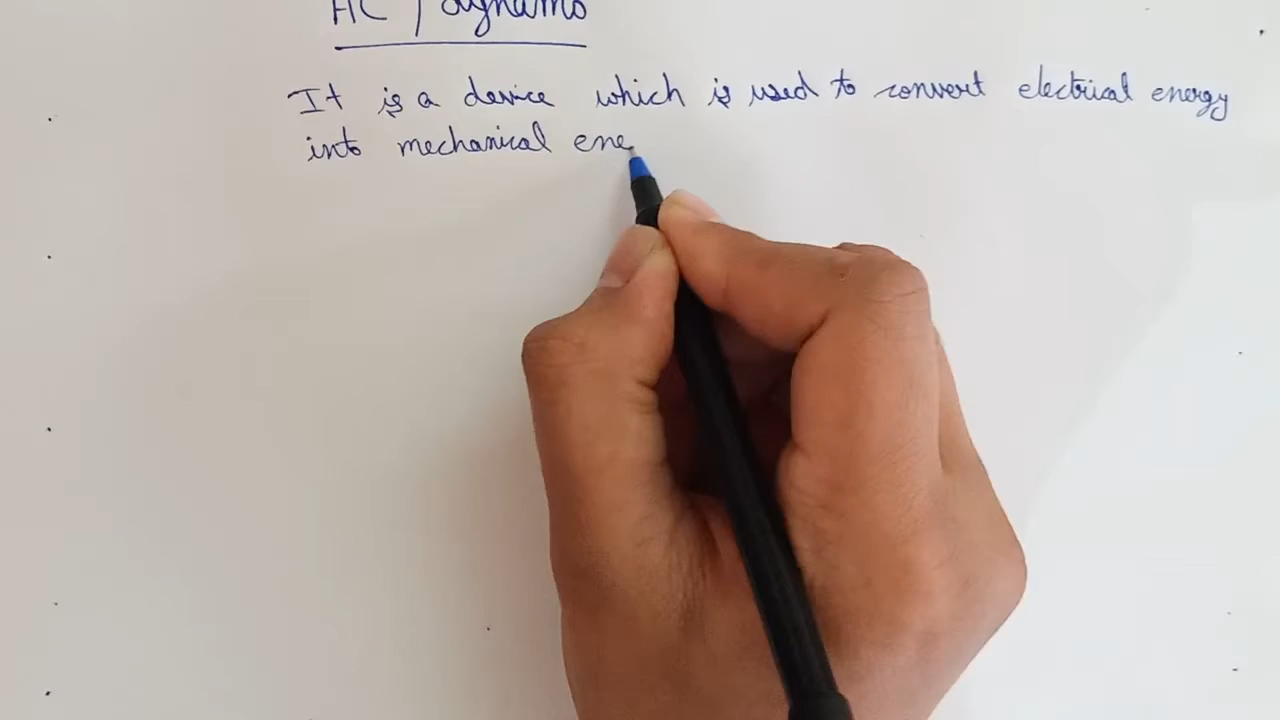 AC / dynamo
It is a device which is used to convert electrical energy
into mechanical ene